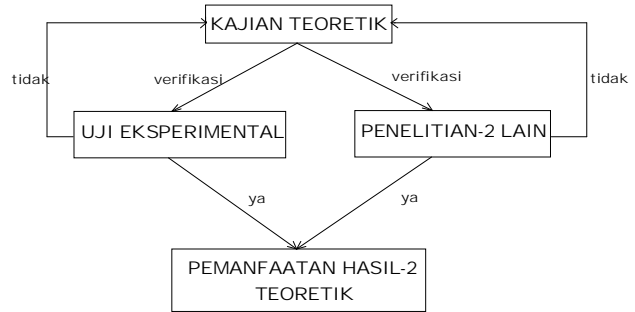 KAJIAN TEORETIK
tidak
verifikasi
verifikasi
tidak
UJI EKSPERIMENTAL
PENELITIAN-2 LAIN
ya
ya
PEMANFAATAN HASIL-2
TEORETIK